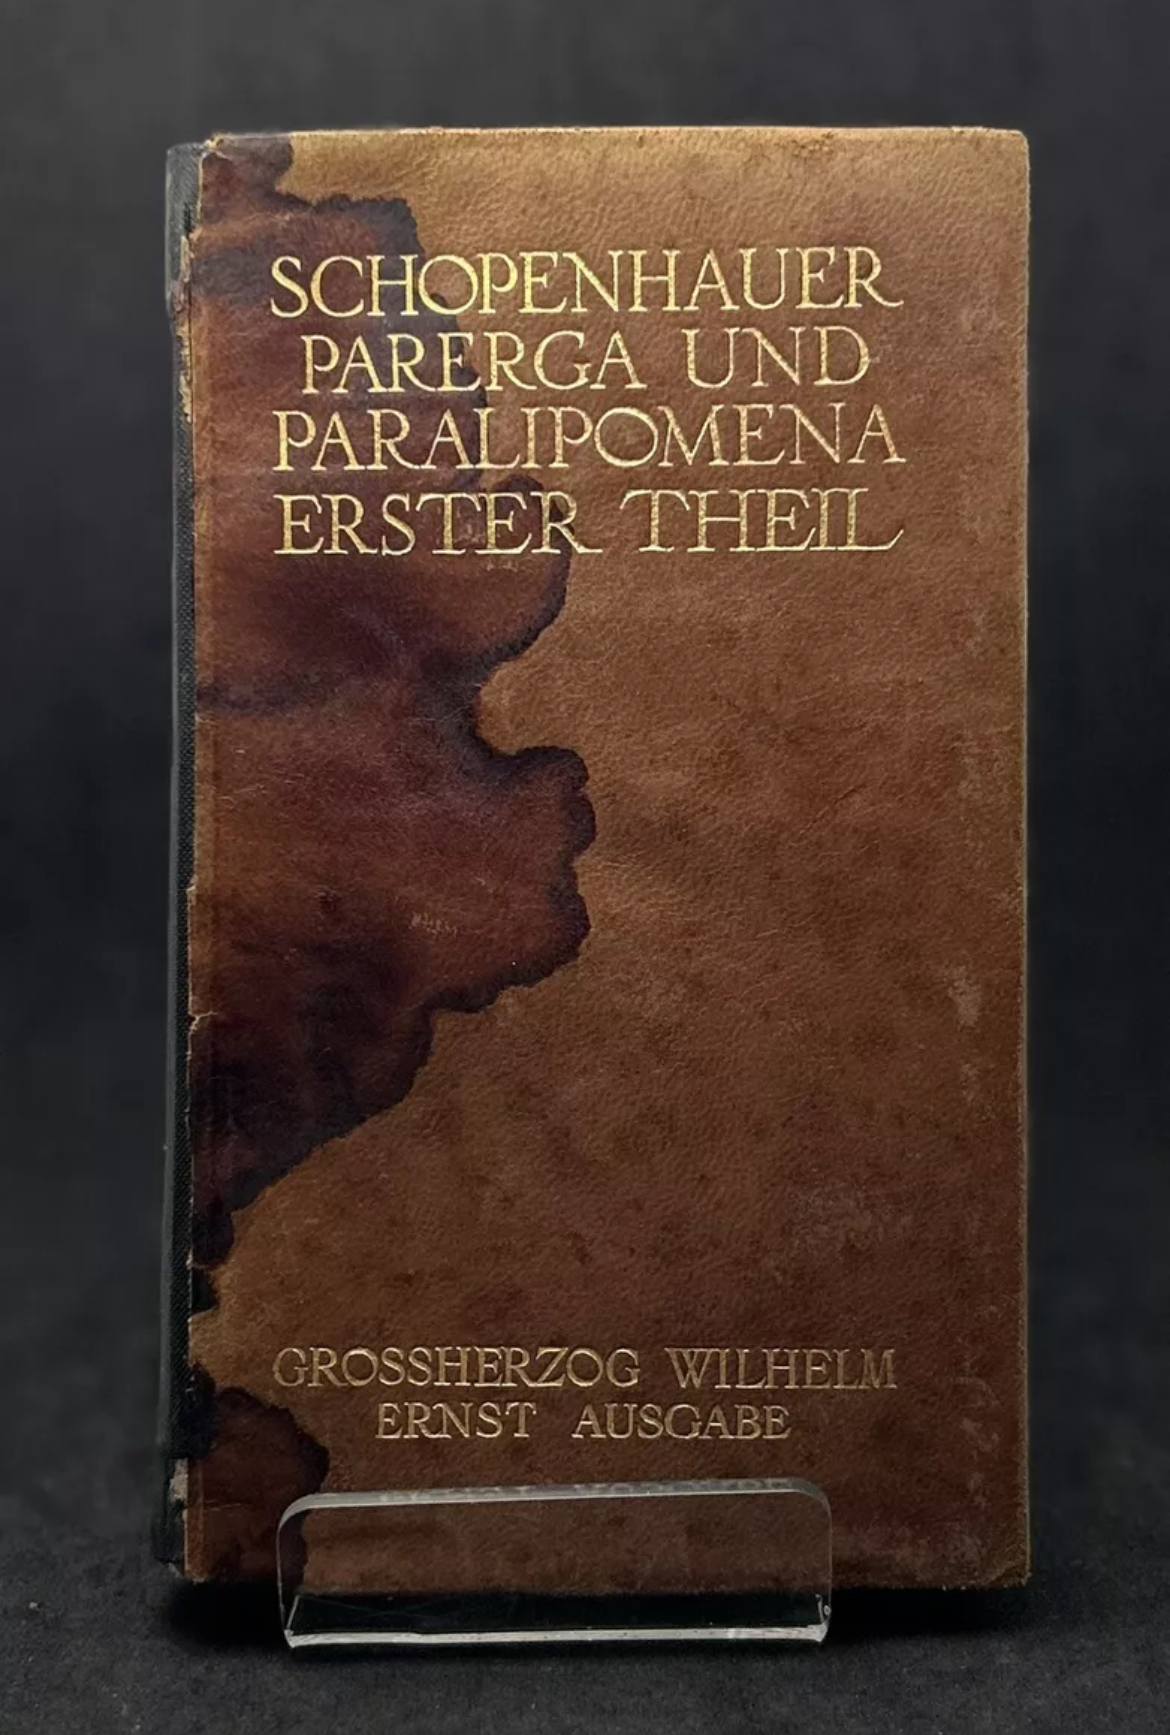 SCHOPENHAUER
PARERGA UND
PARALIPOMENA
ERSTER THEIL
GROSSHERZOG WILHELM
ERNST AUSGABE